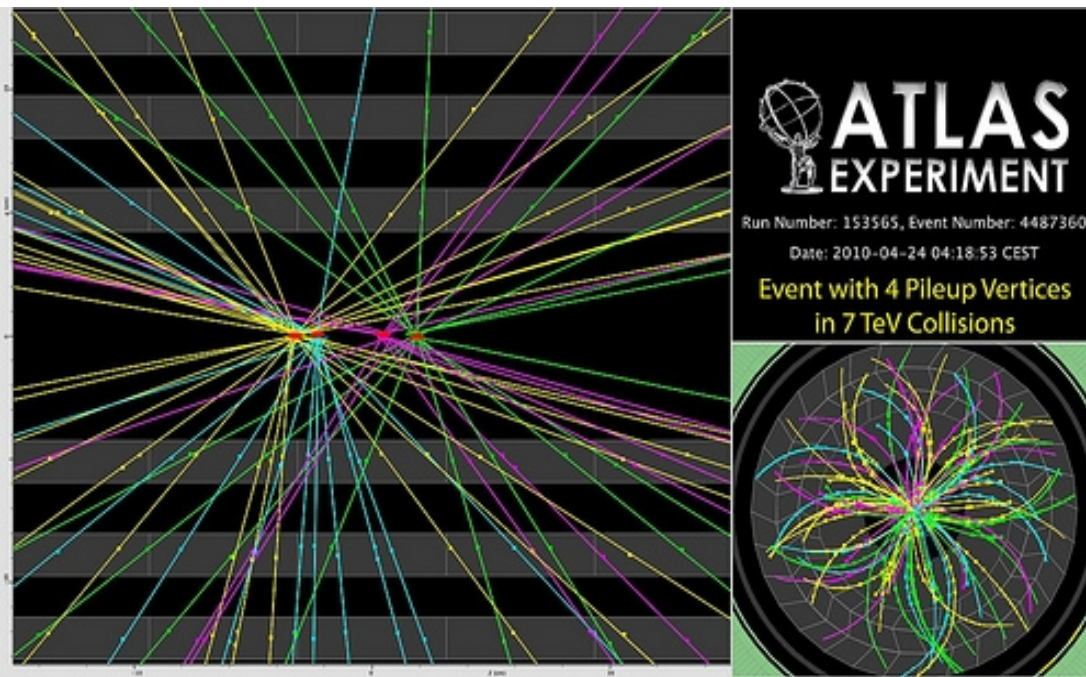 ATLAS
EXPERIMENT
Run Number: 153565, Event Number: 4487360
Date: 2010-04-24 04:18:53 CEST
Event with 4 Pileup Vertices
in 7 TeV Collisions